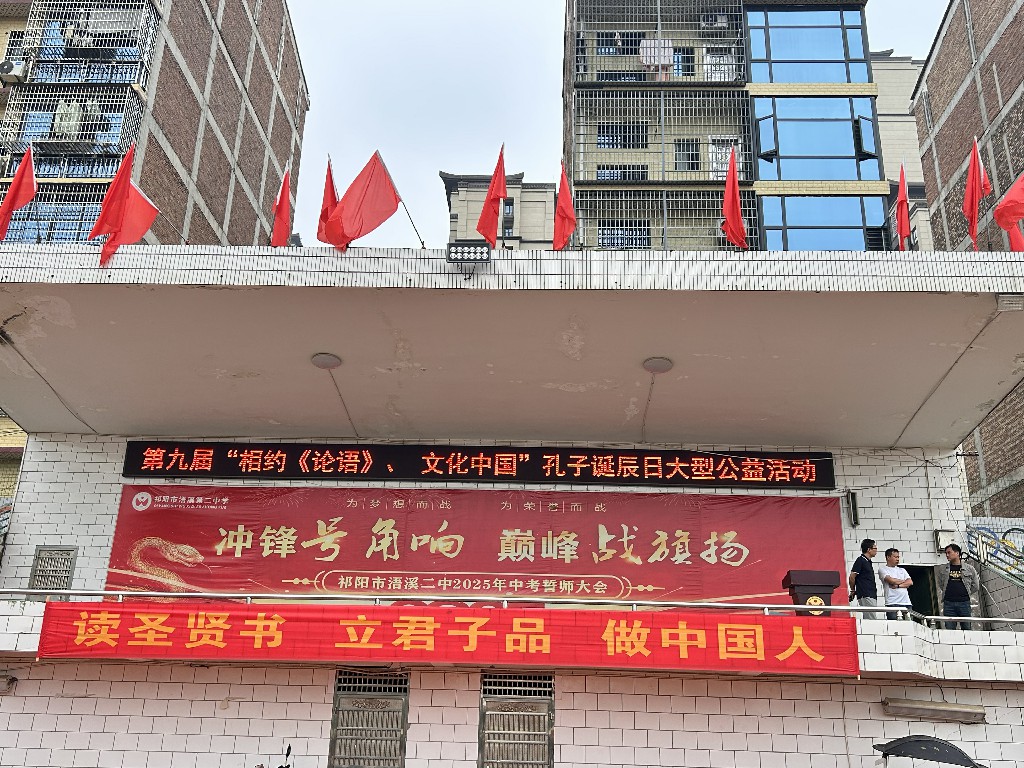 第九届“相约《论语》、 文化中国”孔子诞辰日大型公益活动
祁阳市浯溪第二中学
为梦想而战 为荣誉而战
冲锋号角响 巅峰战旗扬
祁阳市浯溪二中2025年中考誓师大会
读圣贤书 立君子品 做中国人